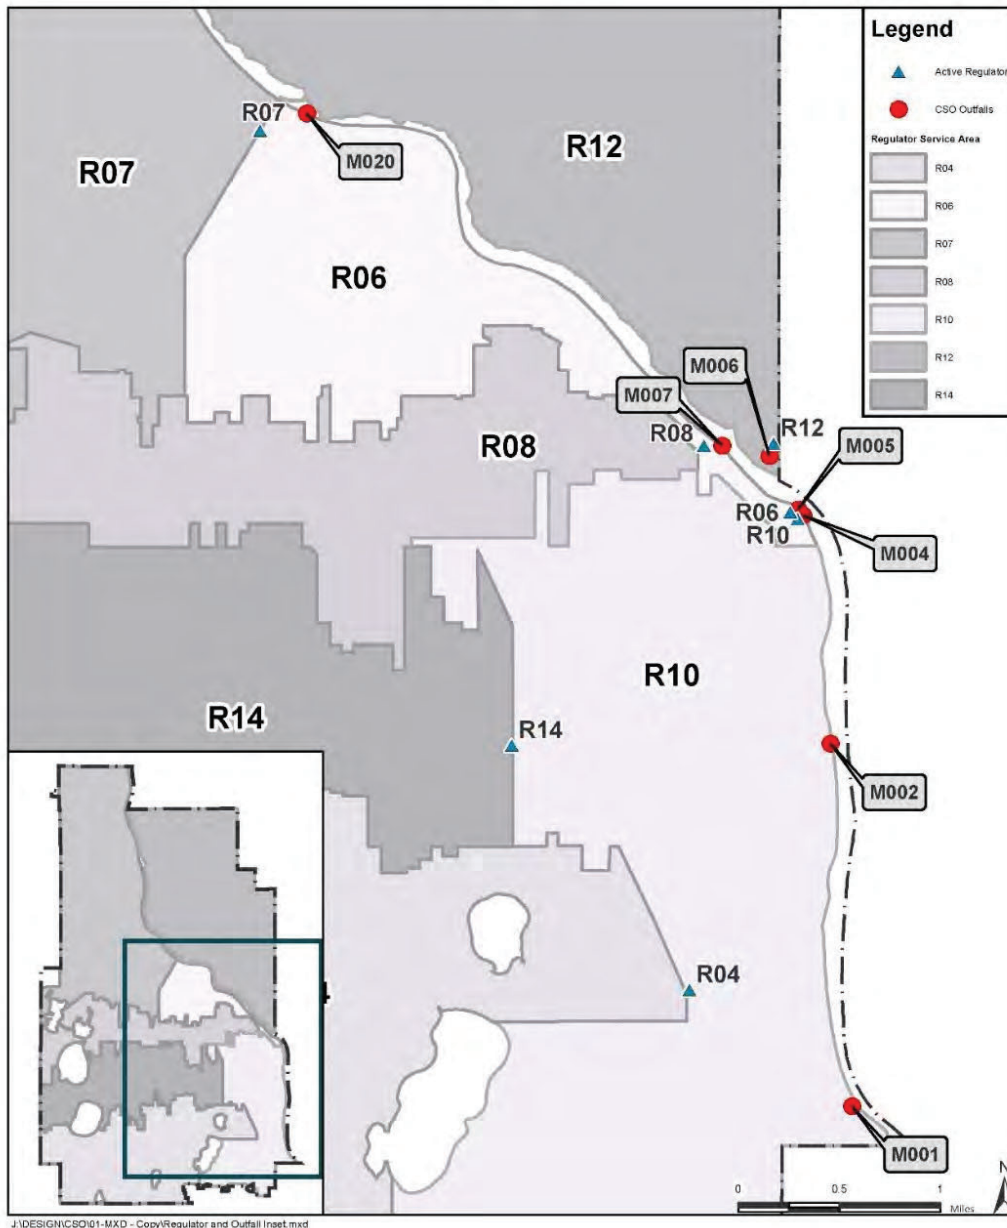 Legend
Active Regulator
CSO Outfalls
Regulator Service Area
R04
R06
R07
R08
R10
R12
R14
R07
M020
R12
R07
R06
M006
M007
R08
R12
R08
M005
R06
R10
M004
R10
R14
R14
M002
R04
M001
N
0 0.5 1
Miles
J:\DESIGN\CSO\01-MXD - Copy\Regulator and Outfall Inset.mxd